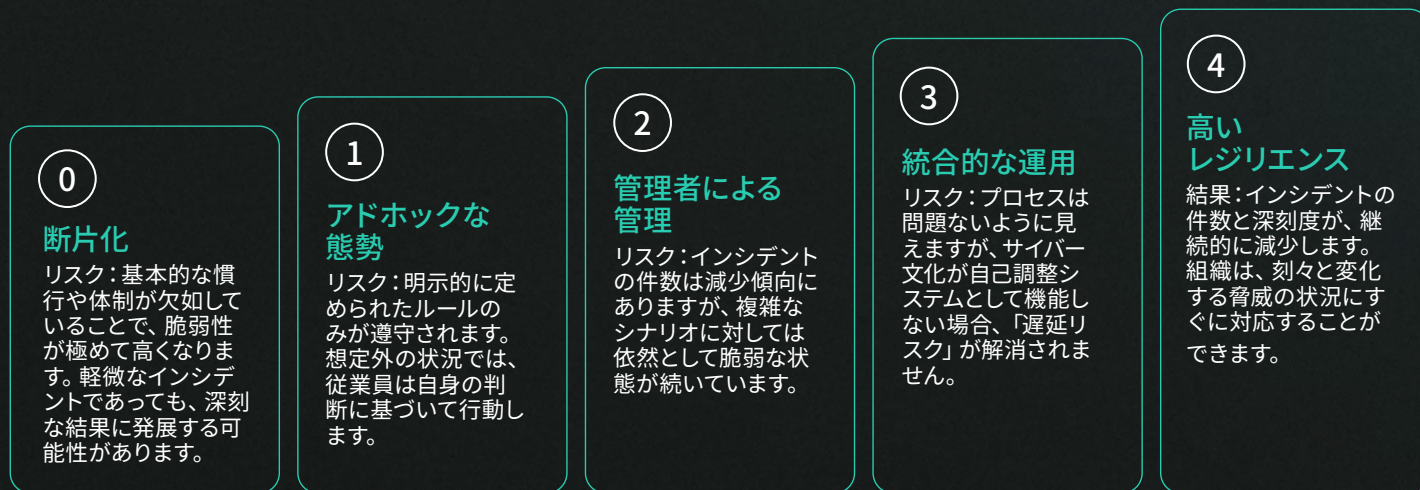 0
断片化
リスク：基本的な慣
行や体制が欠如して
いることで、脆弱性
が極めて高くなりま
す。軽微なインシデ
ントであっても、深刻
な結果に発展する可
能性があります。
1
アドホックな
態勢
リスク：明示的に定
められたルールの
みが遵守されます。
想定外の状況では、
従業員は自身の判
断に基づいて行動し
ます。
2
管理者による
管理
リスク：インシデント
の件数は減少傾向に
ありますが、複雑な
シナリオに対しては
依然として脆弱な状
態が続いています。
3
統合的な運用
リスク：プロセスは
問題ないように見
えますが、サイバー
文化が自己調整シ
ステムとして機能し
ない場合、「遅延リ
スク」が解消されま
せん。
4
高い
レジリエンス
結果：インシデントの
件数と深刻度が、継
続的に減少します。
組織は、刻々と変化
する脅威の状況にす
ぐに対応することが
できます。